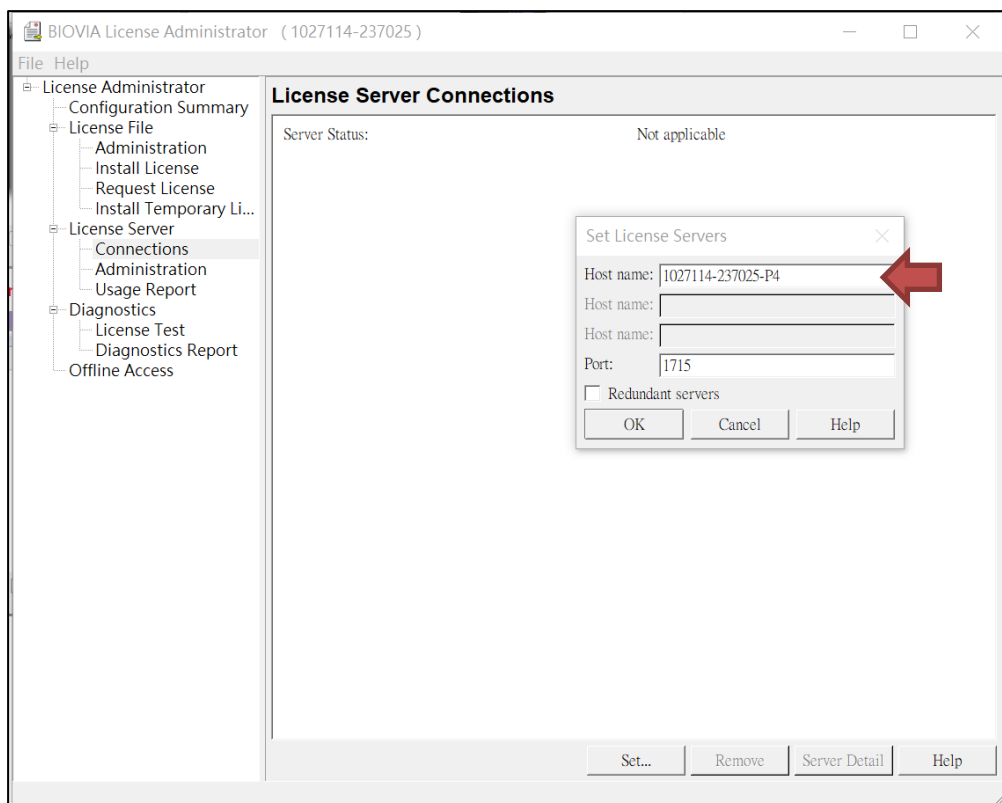 BIOVIA License Administrator (1027114-237025)
File Help
License Administrator
Configuration Summary
License File
Administration
Install License
Request License
Install Temporary Li...
License Server
Connections
Administration
Usage Report
Diagnostics
License Test
Diagnostics Report
Offline Access
License Server Connections
Server Status: Not applicable
Set License Servers
Host name: 1027114-237025-P4
Host name:
Host name:
Port: 1715
Redundant servers
OK Cancel Help
Set... Remove Server Detail Help